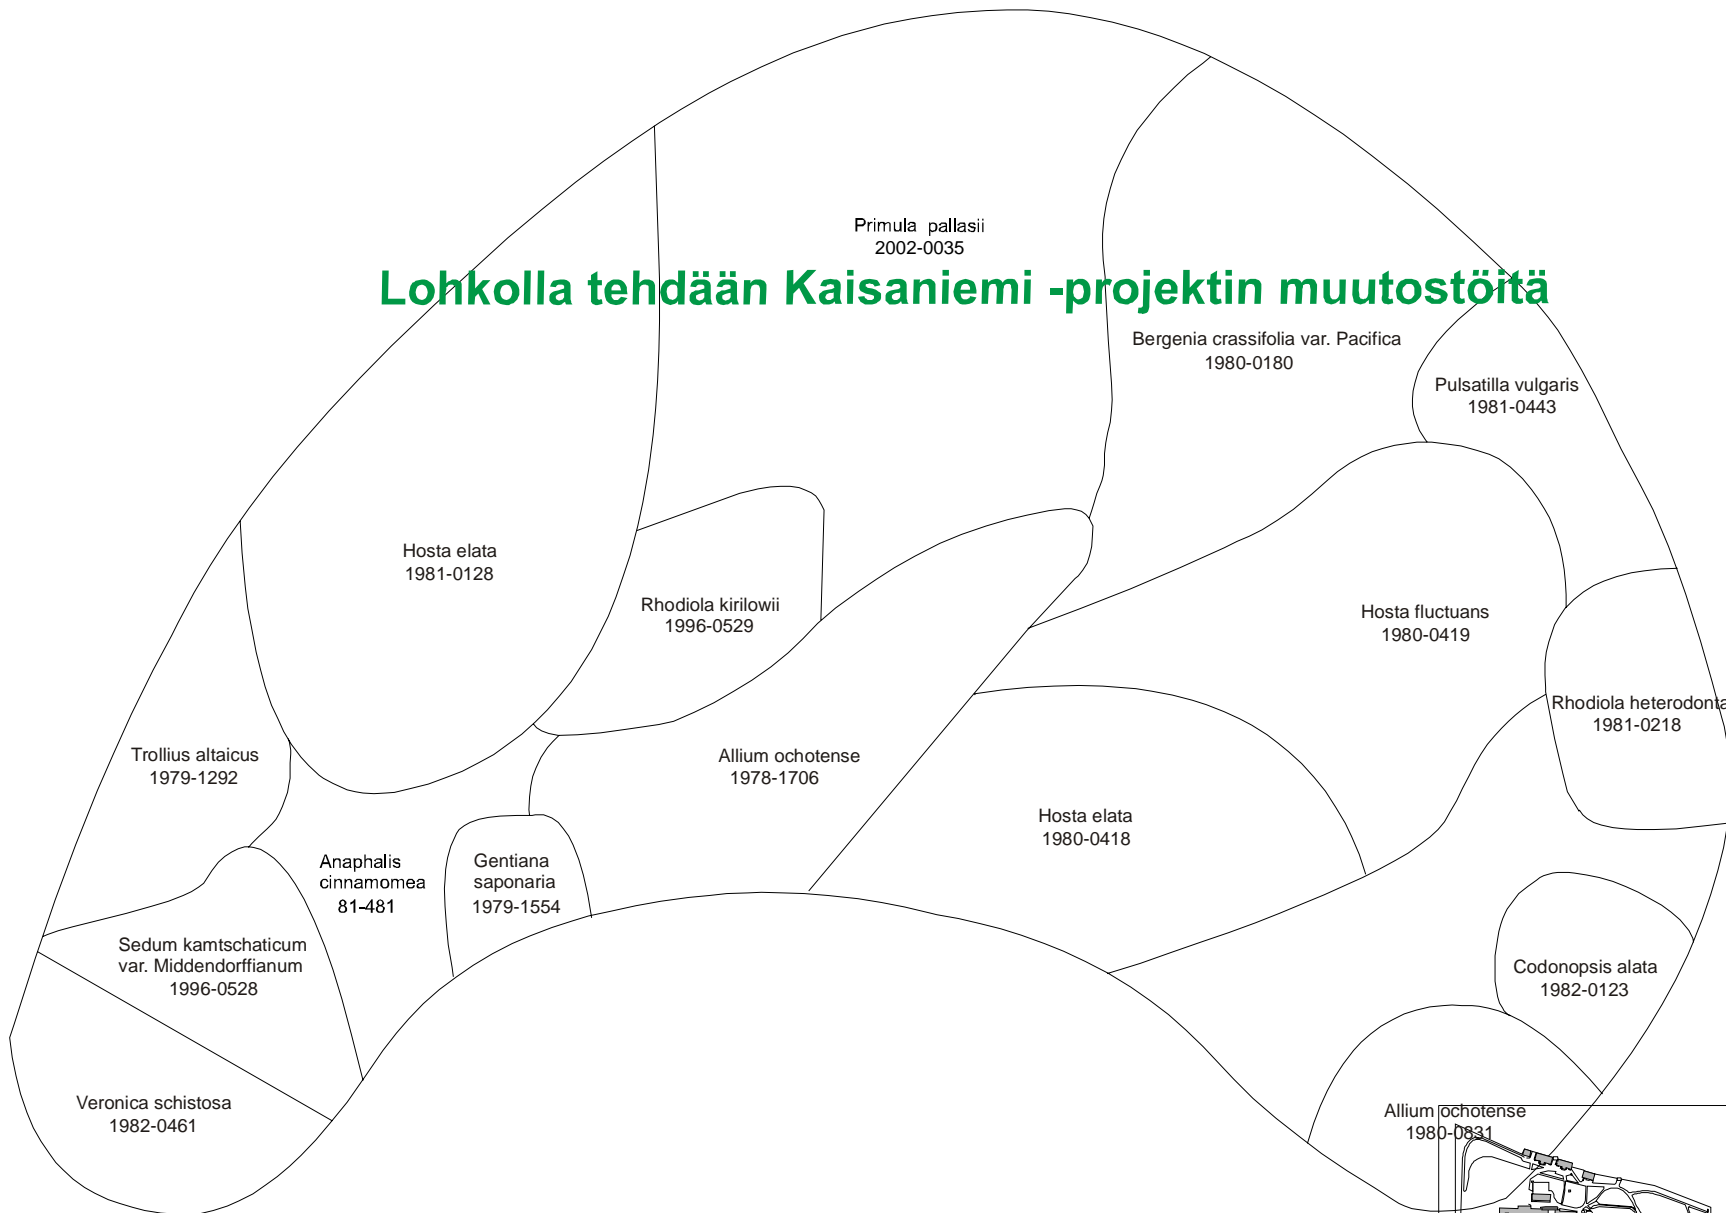 Primula pallasii
2002-0035
Lohkolla tehdään Kaisaniemi -projektin muutostöitä
Bergenia crassifolia var. Pacifica
1980-0180
Pulsatilla vulgaris
1981-0443
Hosta elata
1981-0128
Rhodiola kirilowii
1996-0529
Hosta fluctuans
1980-0419
Rhodiola heterodonta
1981-0218
Trollius altaicus
1979-1292
Allium ochotense
1978-1706
Hosta elata
1980-0418
Anaphalis
cinnamomea
81-481
Gentiana
saponaria
1979-1554
Sedum kamtschaticum
var. Middendorffianum
1996-0528
Codonopsis alata
1982-0123
Veronica schistosa
1982-0461
Allium ochotense
1980-0831